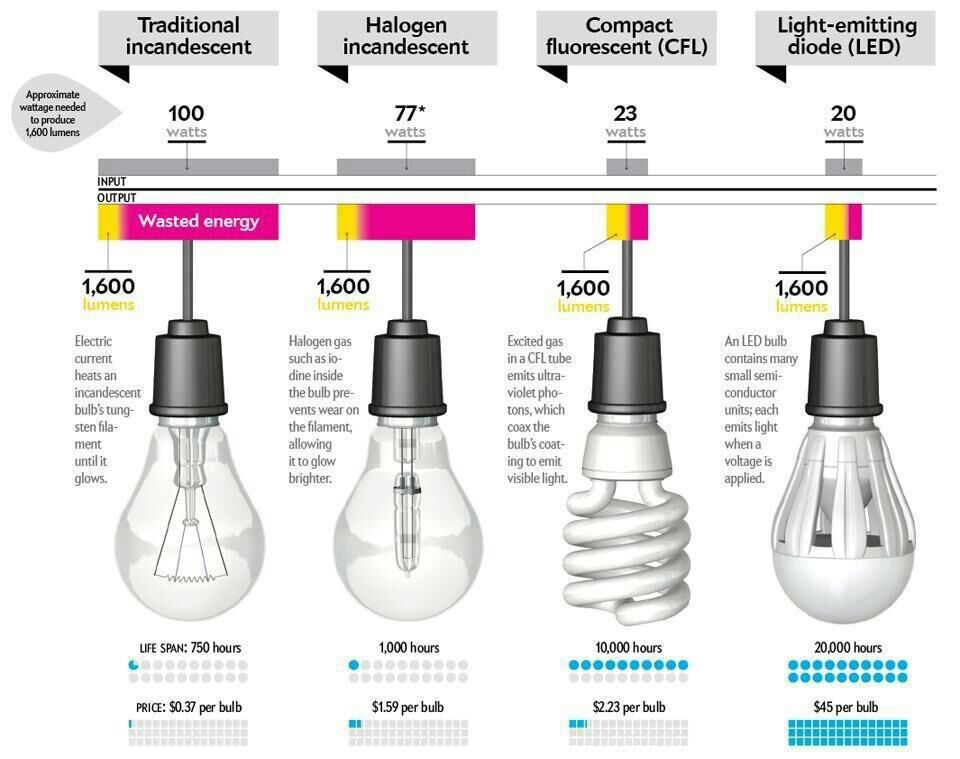 Traditional
incandescent
Halogen
incandescent
Compact
fluorescent (CFL)
Light-emitting
diode (LED)
Approximate
wattage needed
to produce
1,600 lumens
100
watts
77*
watts
23
watts
20
watts
INPUT
OUTPUT
Wasted energy
1,600
lumens
1,600
lumens
1,600
lumens
1,600
lumens
Electric
current
heats an
incandescent
bulb's tung-
sten fila-
ment
until it
glows.
Halogen gas
such as io-
dine inside
the bulb pre-
vents wear on
the filament,
allowing
it to glow
brighter.
Excited gas
in a CFL tube
emits ultra-
violet pho-
tons, which
coax the
bulb's coat-
ing to emit
visible light.
An LED bulb
contains many
small semi-
conductor
units; each
emits light
when a
voltage is
applied.
LIFE SPAN: 750 hours
1,000 hours
10,000 hours
20,000 hours
PRICE: $0.37 per bulb
$1.59 per bulb
$2.23 per bulb
$45 per bulb